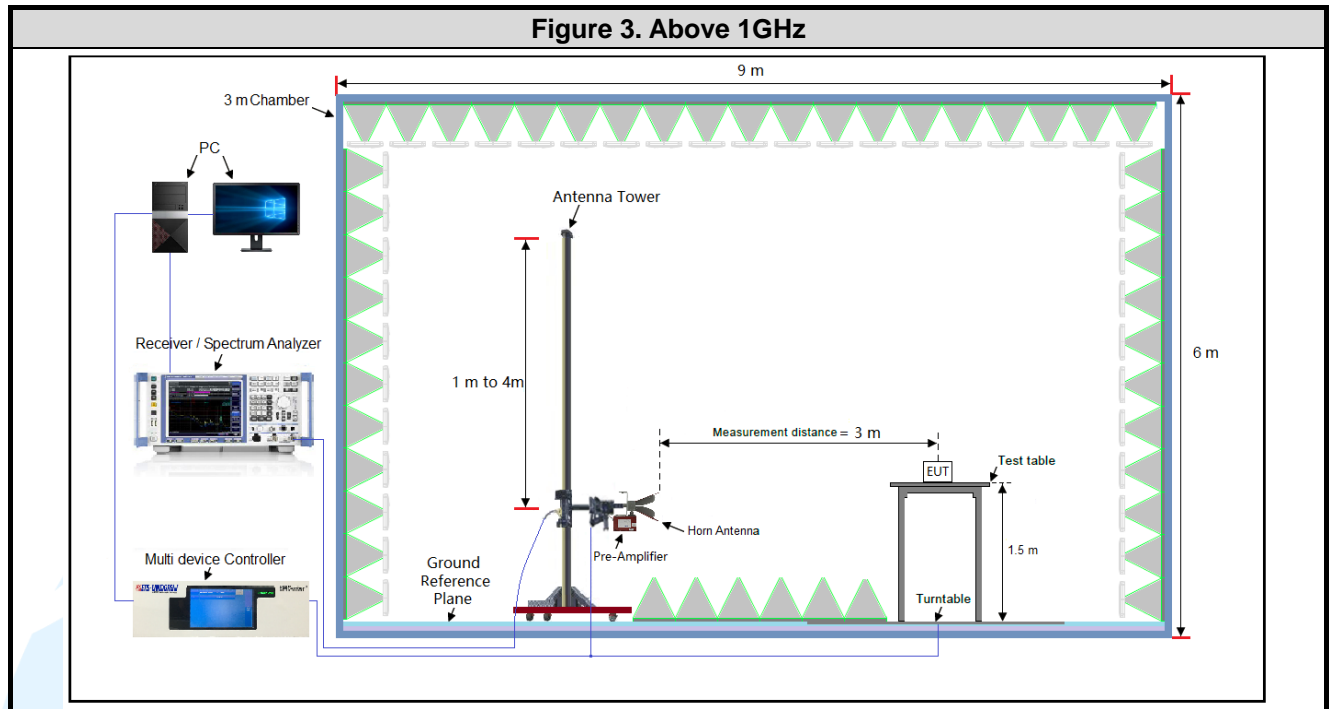 Figure 3. Above 1GHz
9 m
3 m Chamber
PC
Antenna Tower
Receiver / Spectrum Analyzer
6 m
1 m to 4m
Measurement distance = 3 m
EUT
Test table
Horn Antenna
1.5 m
Pre-Amplifier
Multi device Controller
Ground
Reference
Plane
Turntable